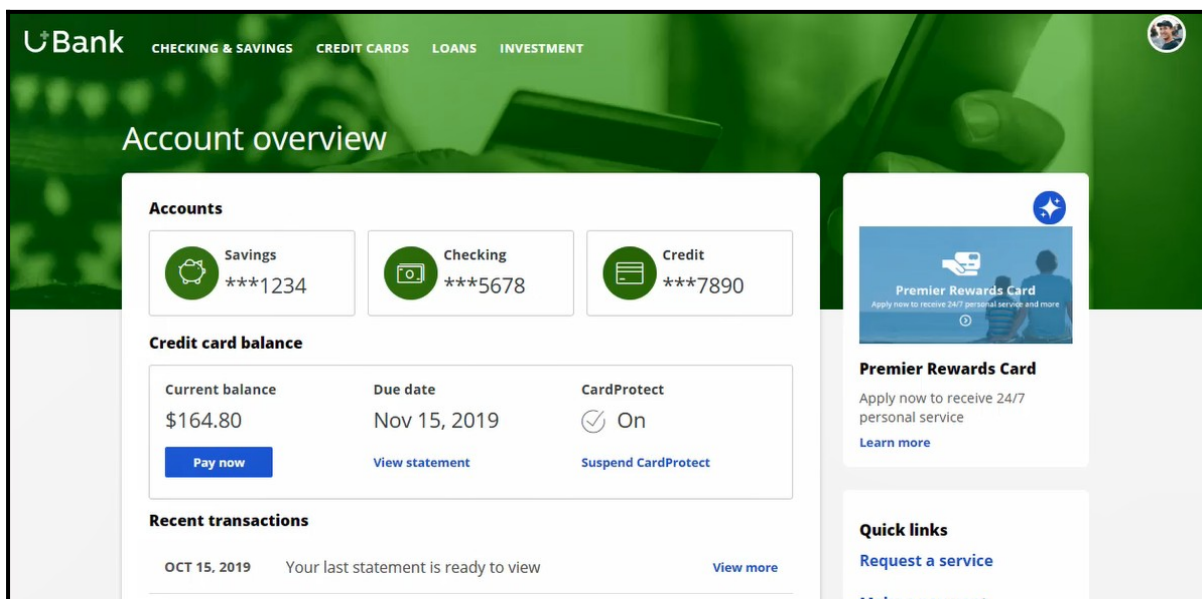 U+Bank
CHECKING & SAVINGS CREDIT CARDS LOANS INVESTMENT
Account overview
Accounts
Savings
***1234
Checking
***5678
Credit
***7890
Credit card balance
Current balance
$164.80
Pay now
Due date
Nov 15, 2019
View statement
CardProtect
On
Suspend CardProtect
Recent transactions
OCT 15, 2019 Your last statement is ready to view View more
Premier Rewards Card
Apply now to receive 24/7 personal service and more
Premier Rewards Card
Apply now to receive 24/7
personal service
Learn more
Quick links
Request a service